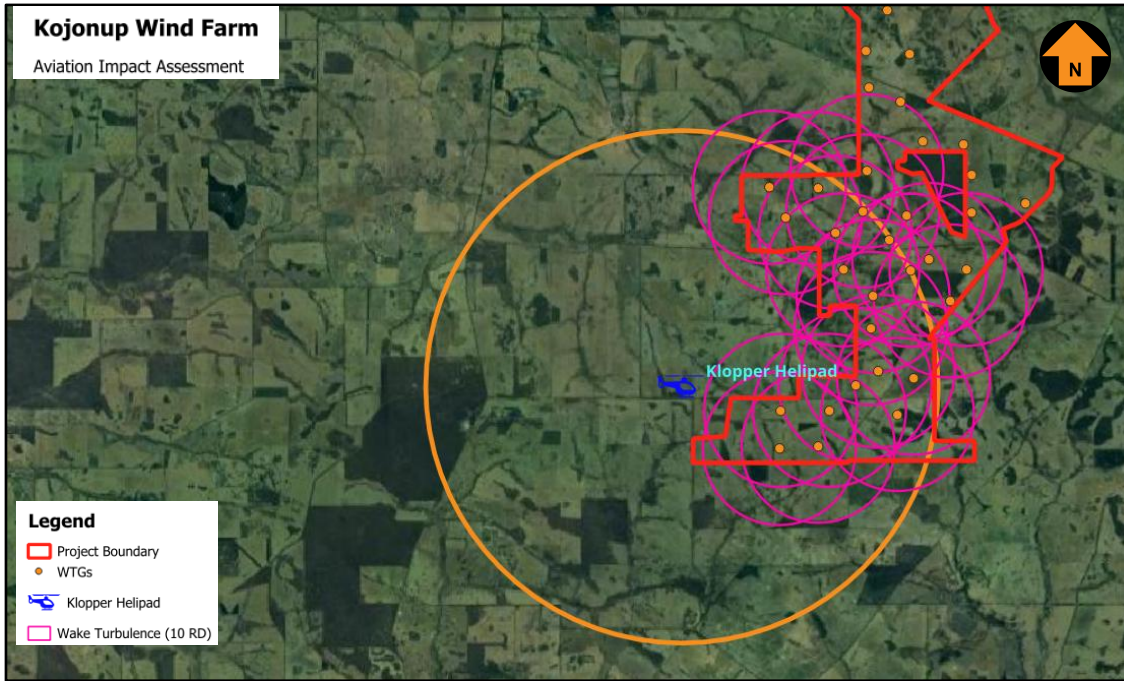 Kojonup Wind Farm
Aviation Impact Assessment
N
Klopper Helipad
Legend
Project Boundary
WTGs
Klopper Helipad
Wake Turbulence (10 RD)